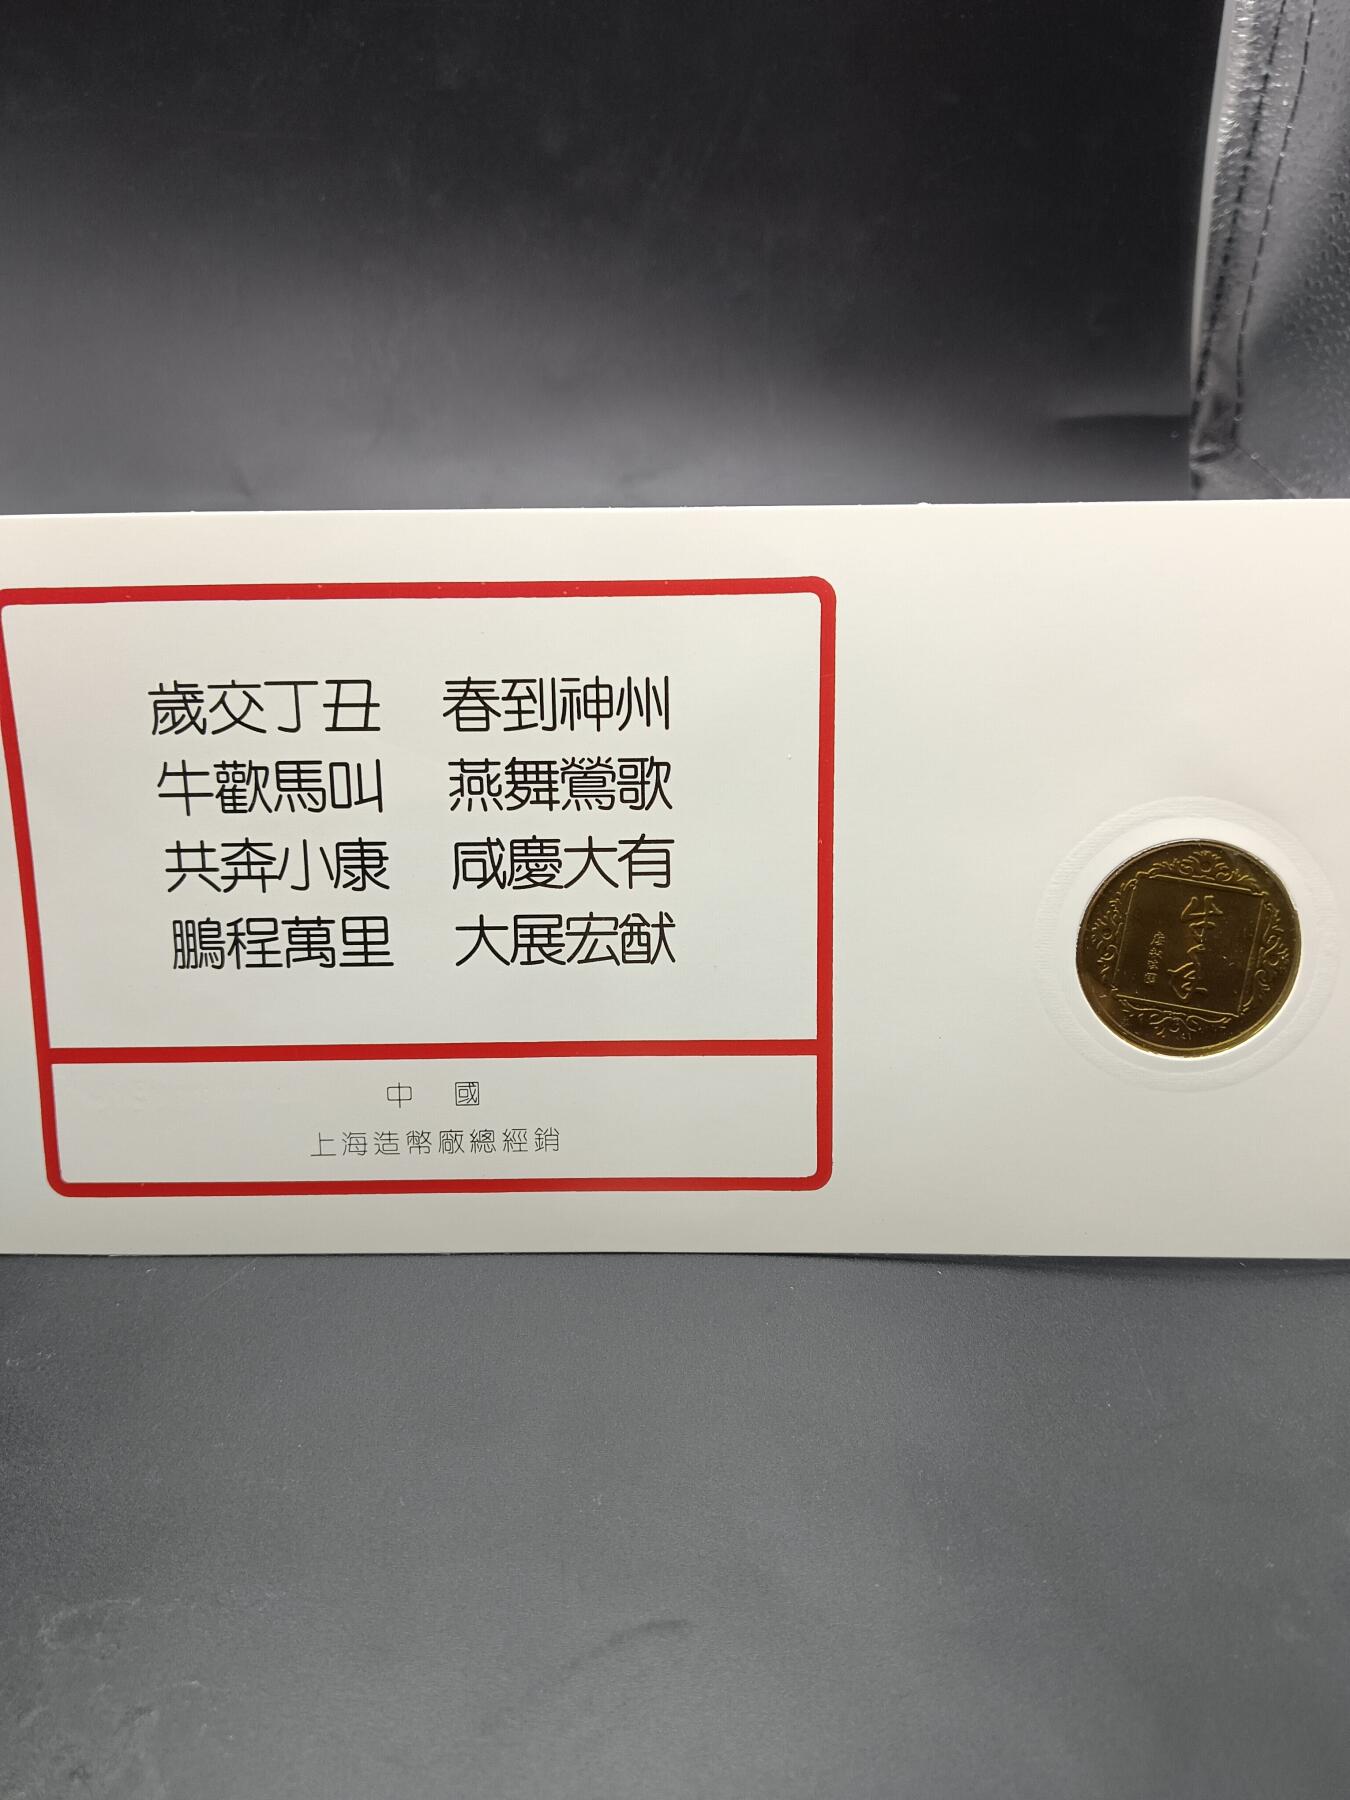 歲交丁丑　春到神州
牛歡馬叫　燕舞鶯歌
共奔小康　咸慶大有
鵬程萬里　大展宏猷
中　國
上海造幣廠總經銷
牛年